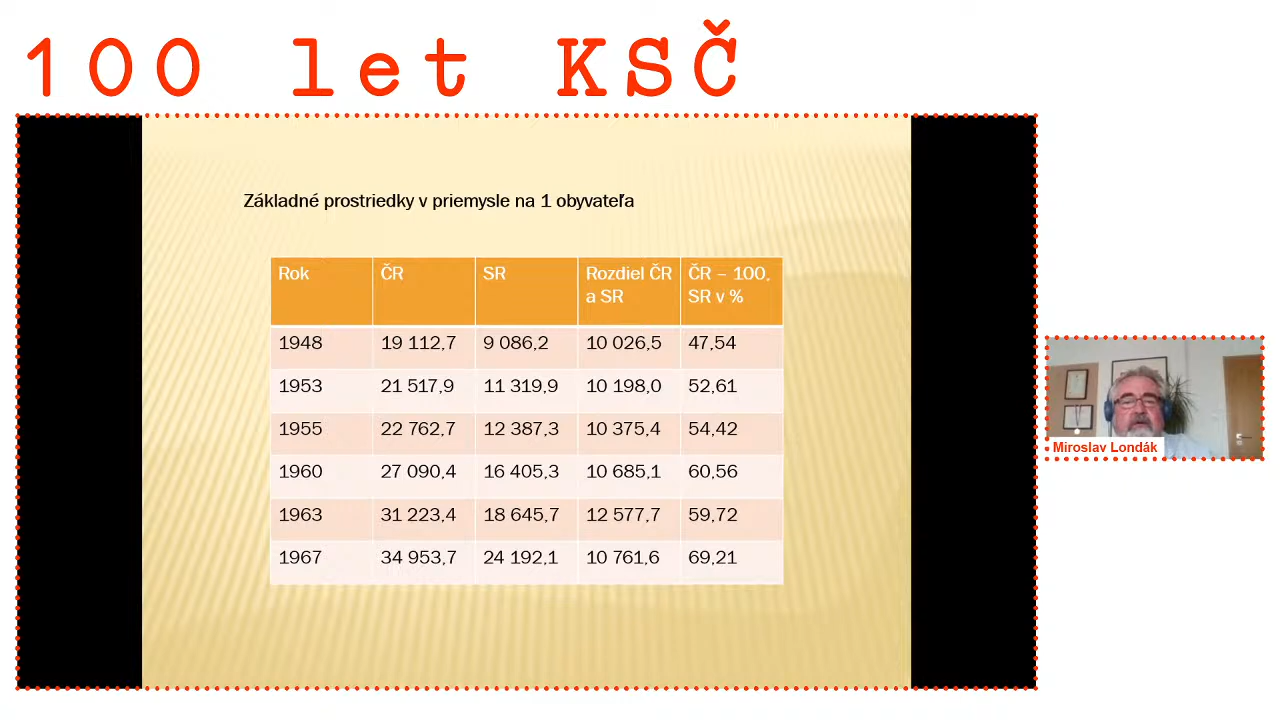 100 let KSČ
Základné prostriedky v priemysle na 1 obyvateľa
Rok ČR SR Rozdiel ČR a SR ČR – 100, SR v %
1948 19 112,7 9 086,2 10 026,5 47,54
1953 21 517,9 11 319,9 10 198,0 52,61
1955 22 762,7 12 387,3 10 375,4 54,42
1960 27 090,4 16 405,3 10 685,1 60,56
1963 31 223,4 18 645,7 12 577,7 59,72
1967 34 953,7 24 192,1 10 761,6 69,21
Miroslav Londák